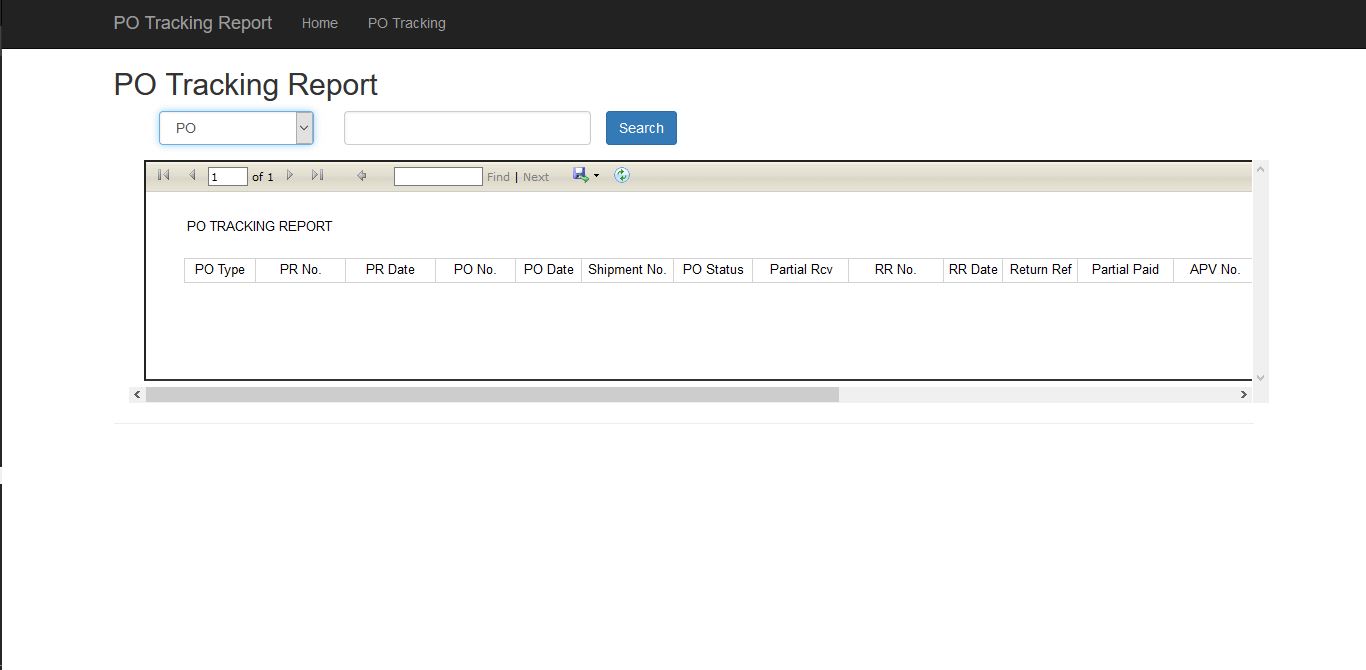 PO Tracking Report Home PO Tracking
PO Tracking Report
PO Search
1 of 1 Find | Next
PO TRACKING REPORT
PO Type PR No. PR Date PO No. PO Date Shipment No. PO Status Partial Rcv RR No. RR Date Return Ref Partial Paid APV No.